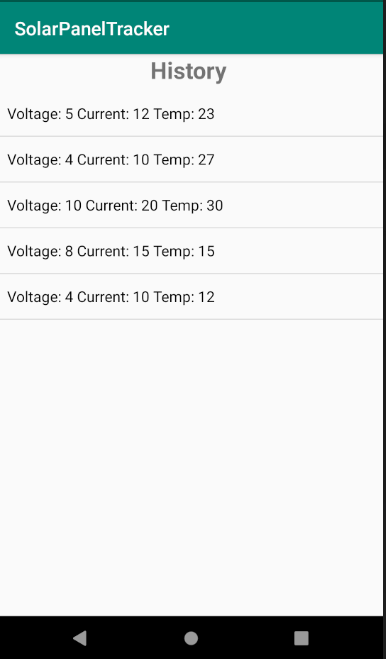 SolarPanelTracker
History
Voltage: 5 Current: 12 Temp: 23
Voltage: 4 Current: 10 Temp: 27
Voltage: 10 Current: 20 Temp: 30
Voltage: 8 Current: 15 Temp: 15
Voltage: 4 Current: 10 Temp: 12